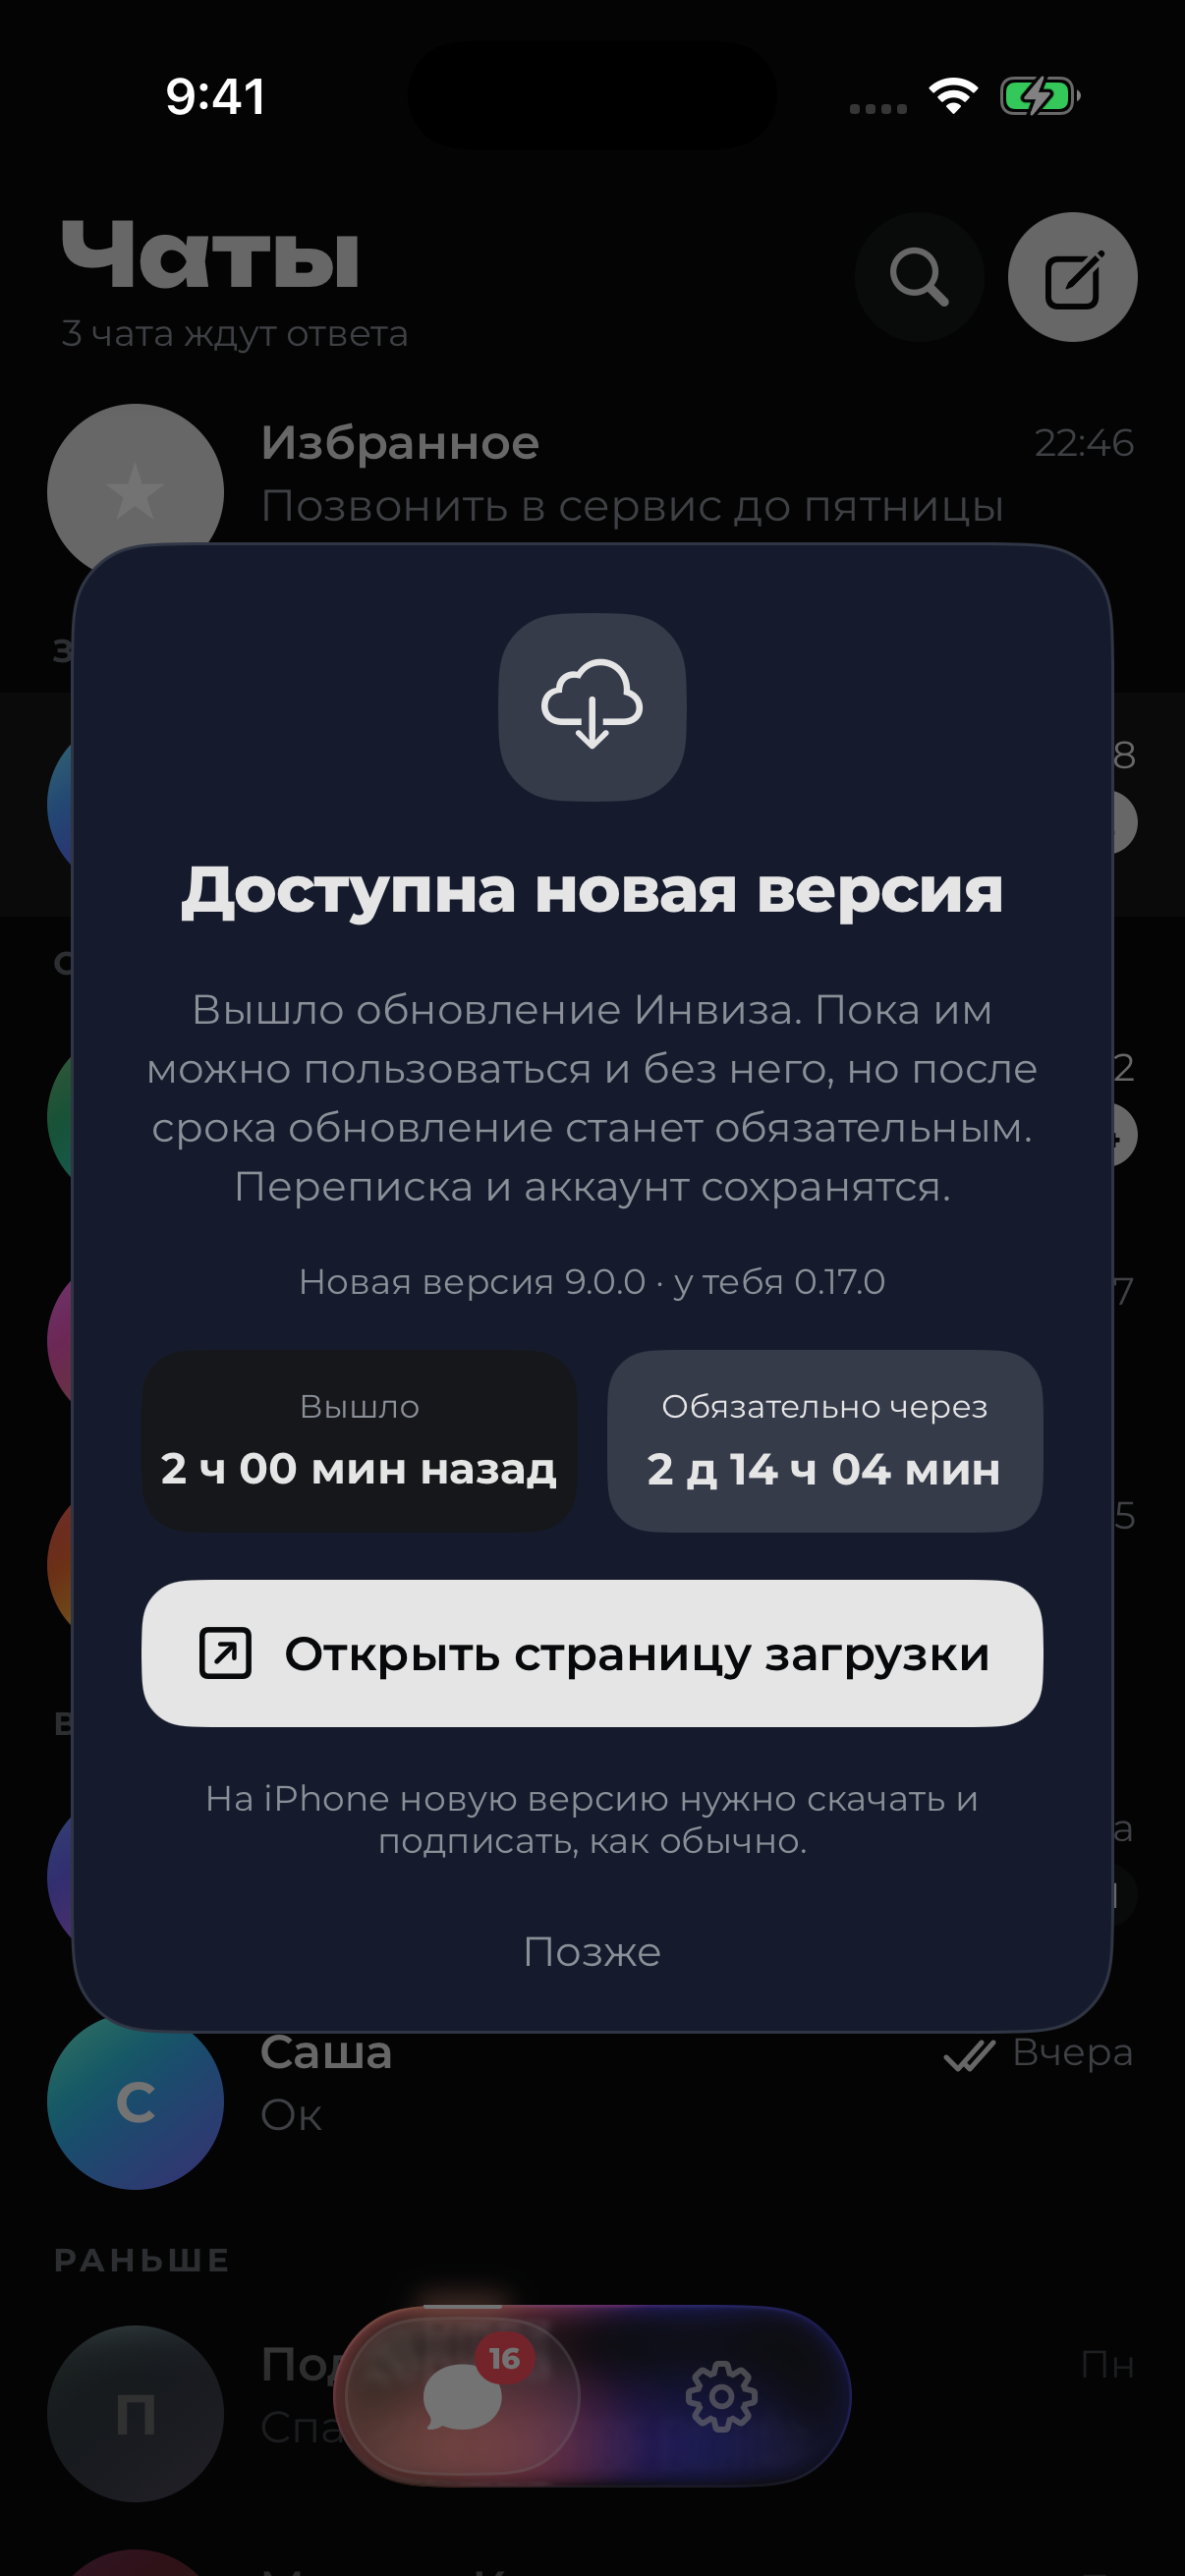 9:41
Чаты
3 чата ждут ответа
Избранное
22:46
Позвонить в сервис до пятницы
Доступна новая версия
Вышло обновление Инвиза. Пока им
можно пользоваться и без него, но после
срока обновление станет обязательным.
Переписка и аккаунт сохранятся.
Новая версия 9.0.0 · у тебя 0.17.0
Вышло
2 ч 00 мин назад
Обязательно через
2 д 14 ч 04 мин
Открыть страницу загрузки
На iPhone новую версию нужно скачать и
подписать, как обычно.
Позже
С
Саша
Вчера
Ок
РАНЬШЕ
П
Пн
16